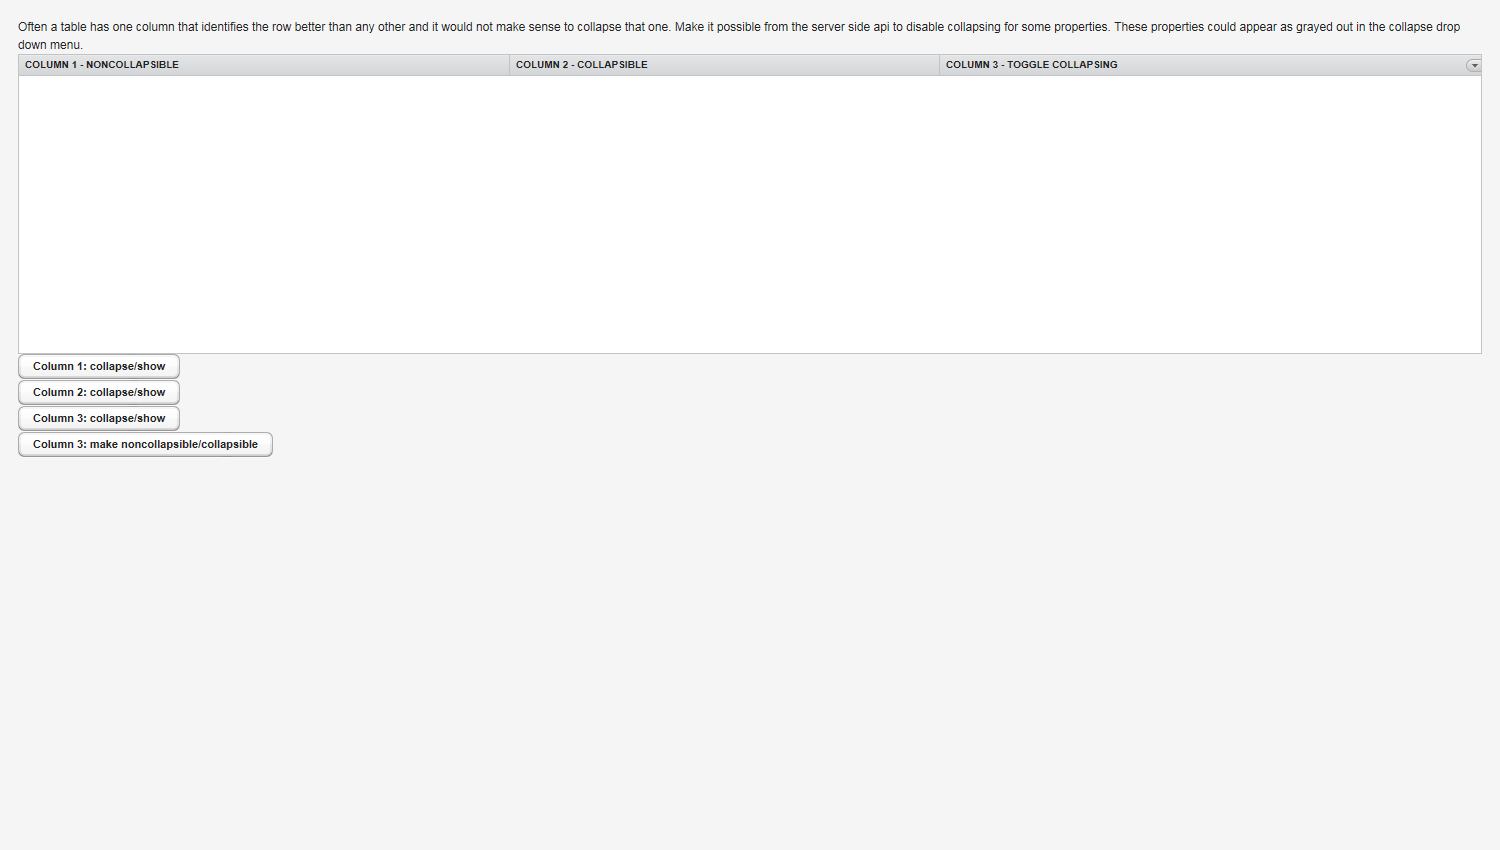 Often a table has one column that identifies the row better than any other and it would not make sense to collapse that one. Make it possible from the server side api to disable collapsing for some properties. These properties could appear as grayed out in the collapse drop
down menu.
COLUMN 1 - NONCOLLAPSIBLE COLUMN 2 - COLLAPSIBLE COLUMN 3 - TOGGLE COLLAPSING
Column 1: collapse/show
Column 2: collapse/show
Column 3: collapse/show
Column 3: make noncollapsible/collapsible